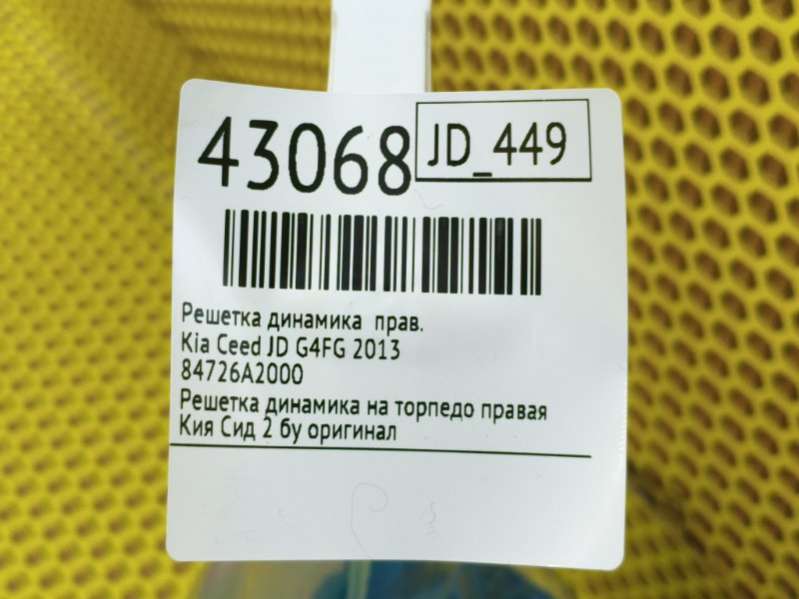 43068 JD_449
Решетка динамика прав.
Kia Ceed JD G4FG 2013
84726A2000
Решетка динамика на торпедо правая
Кия Сид 2 бу оригинал